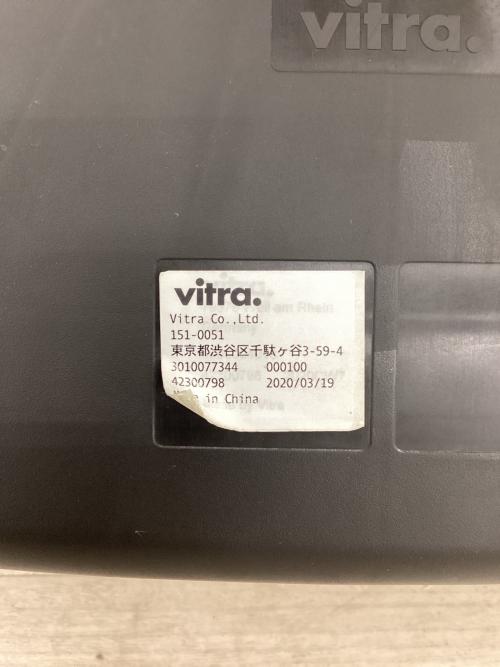 vitra.
vitra.
Vitra Co.,Ltd.
151-0051
東京都渋谷区千駄ヶ谷3-59-4
3010077344 000100
42300798 2020/03/19
in China